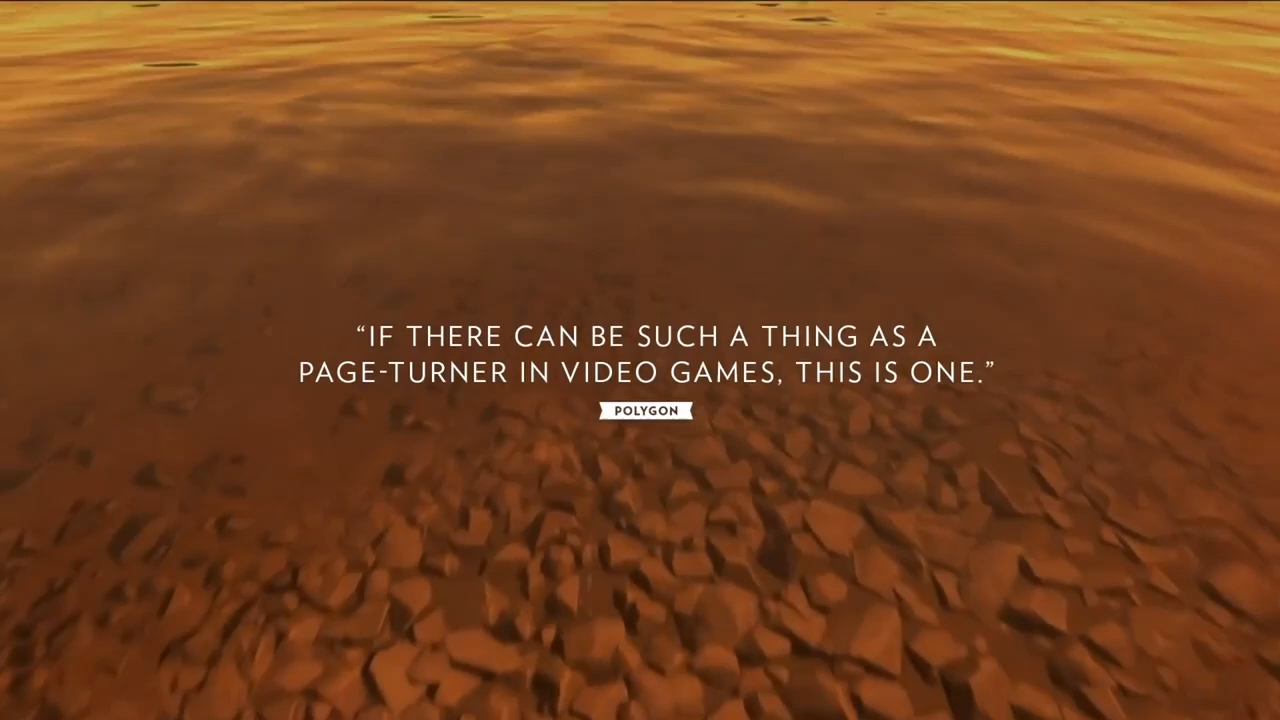 “IF THERE CAN BE SUCH A THING AS A
PAGE-TURNER IN VIDEO GAMES, THIS IS ONE.”
POLYGON